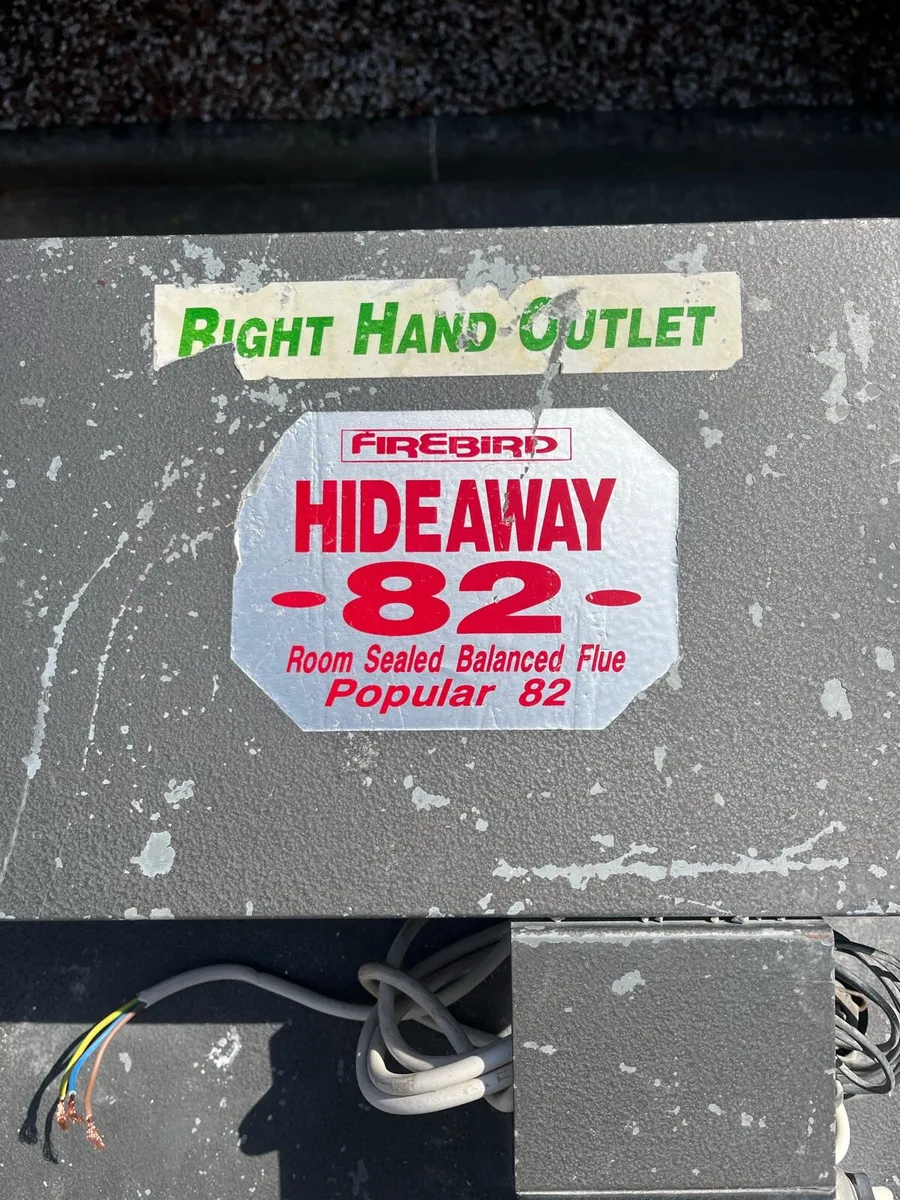 RIGHT HAND OUTLET
FIREBIRD
HIDEAWAY
-82-
Room Sealed Balanced Flue
Popular 82